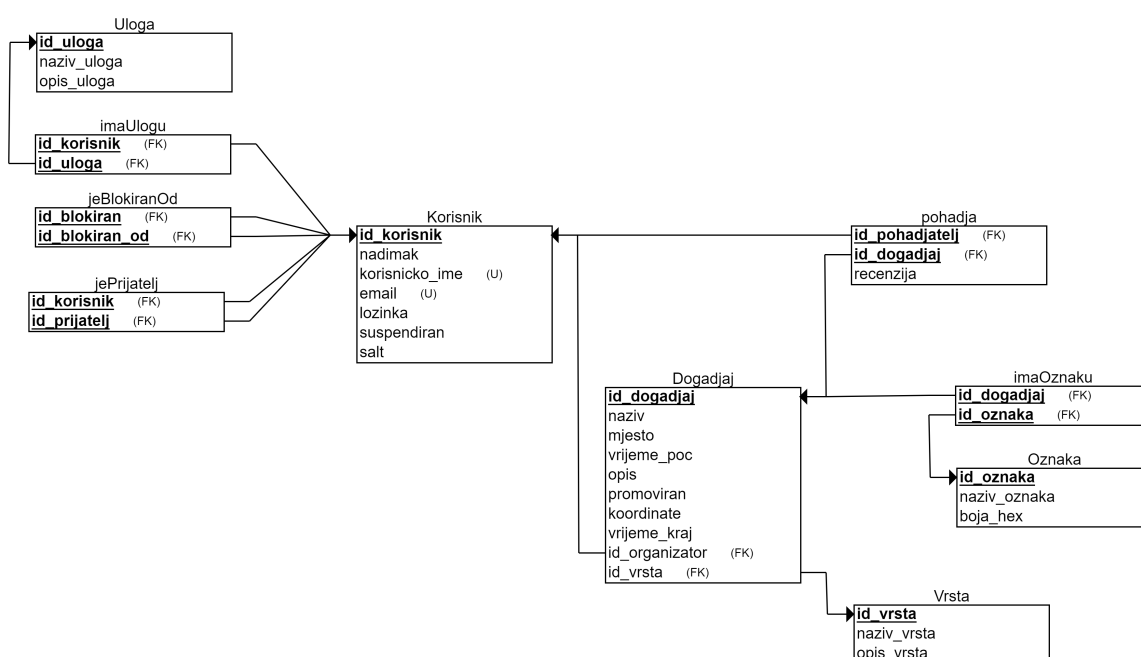 Uloga
id_uloga
naziv_uloga
opis_uloga
imaUlogu
id_korisnik (FK)
id_uloga (FK)
jeBlokiranOd
id_blokiran (FK)
id_blokiran_od (FK)
jePrijatelj
id_korisnik (FK)
id_prijatelj (FK)
Korisnik
id_korisnik
nadimak
korisnicko_ime (U)
email (U)
lozinka
suspendiran
salt
pohadja
id_pohadjatelj (FK)
id_dogadjaj (FK)
recenzija
Dogadjaj
id_dogadjaj
naziv
mjesto
vrijeme_poc
opis
promoviran
koordinate
vrijeme_kraj
id_organizator (FK)
id_vrsta (FK)
imaOznaku
id_dogadjaj (FK)
id_oznaka (FK)
Oznaka
id_oznaka
naziv_oznaka
boja_hex
Vrsta
id_vrsta
naziv_vrsta
opis_vrsta